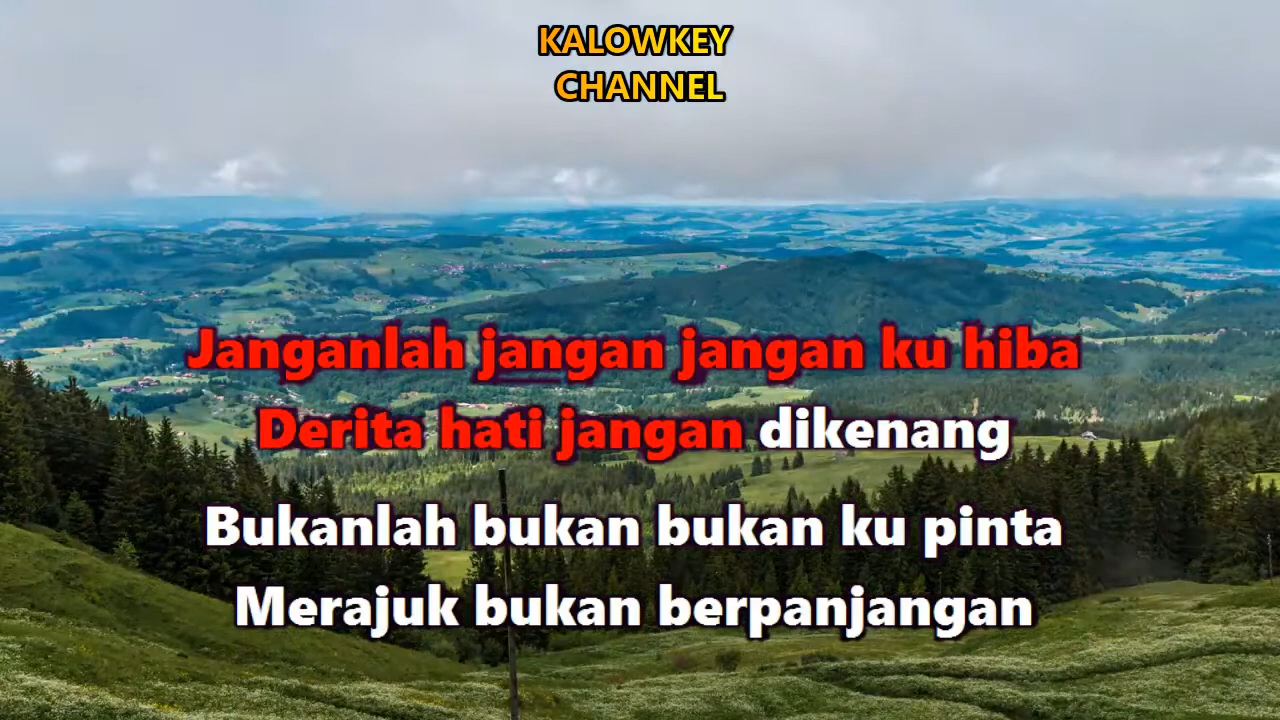 KALOWKEY
CHANNEL
Janganlah jangan jangan ku hiba
Derita hati jangan dikenang
Bukanlah bukan bukan ku pinta
Merajuk bukan berpanjangan